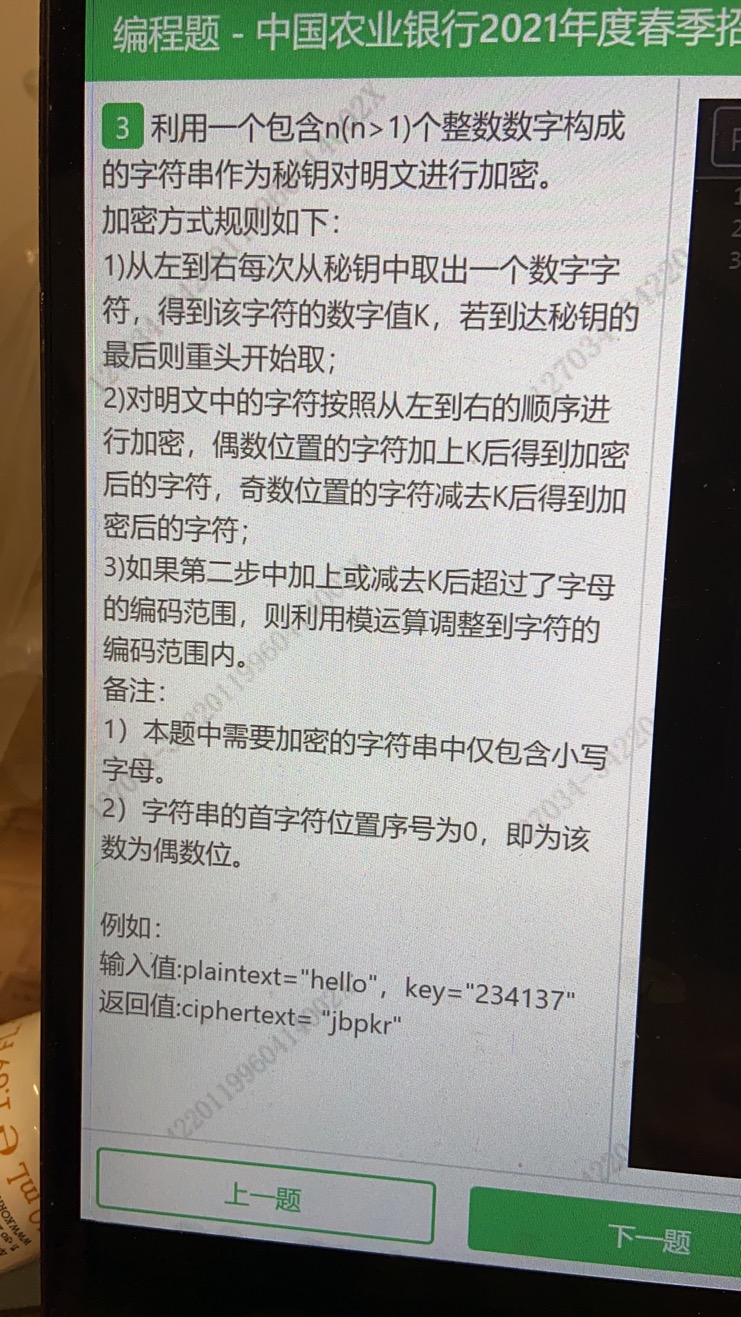 编程题 - 中国农业银行2021年度春季招
3 利用一个包含n(n>1)个整数数字构成
的字符串作为秘钥对明文进行加密。
加密方式规则如下：
1)从左到右每次从秘钥中取出一个数字字
符，得到该字符的数字值K，若到达秘钥的
最后则重头开始取；
2)对明文中的字符按照从左到右的顺序进
行加密，偶数位置的字符加上K后得到加密
后的字符，奇数位置的字符减去K后得到加
密后的字符；
3)如果第二步中加上或减去K后超过了字母
的编码范围，则利用模运算调整到字符的
编码范围内。
备注：
1）本题中需要加密的字符串中仅包含小写
字母。
2）字符串的首字符位置序号为0，即为该
数为偶数位。
例如：
输入值:plaintext="hello"，key="234137"
返回值:ciphertext= "jbpkr"
上一题
下一题
1
2
3